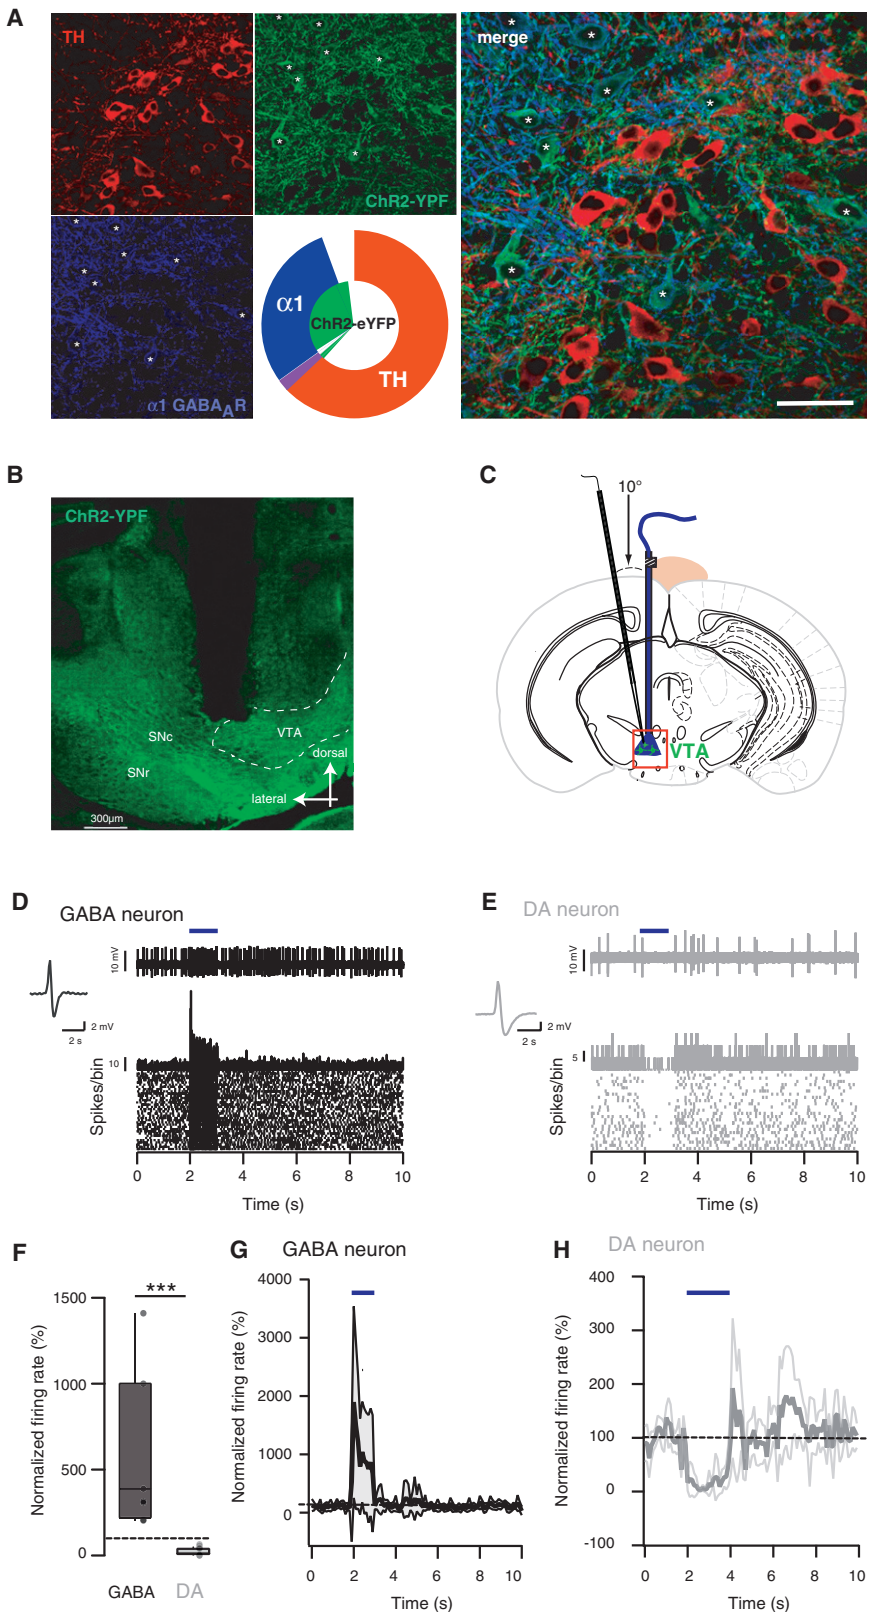 A
TH
ChR2-YPF
merge
α1 GABAAR
α1
ChR2-eYFP
TH
B
ChR2-YPF
SNc
VTA
SNr
dorsal
lateral
300µm
C
10°
VTA
D
GABA neuron
10 mV
2 mV
2 s
10
Spikes/bin
0 2 4 6 8 10
Time (s)
E
DA neuron
10 mV
2 mV
2 s
5
Spikes/bin
0 2 4 6 8 10
Time (s)
F
***
1500
1000
500
0
Normalized firing rate (%)
GABA DA
G
GABA neuron
4000
3000
2000
1000
0
Normalized firing rate (%)
0 2 4 6 8 10
Time (s)
H
DA neuron
400
300
200
100
0
-100
Normalized firing rate (%)
0 2 4 6 8 10
Time (s)